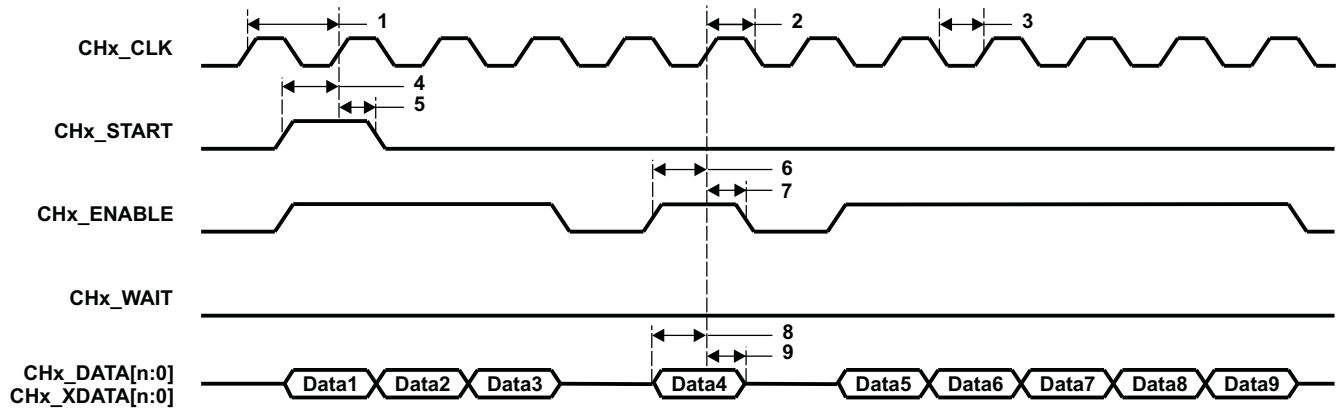 1 2 3
CHx_CLK
4
5
CHx_START
6
7
CHx_ENABLE
CHx_WAIT
8
9
CHx_DATA[n:0]
CHx_XDATA[n:0]
Data1 Data2 Data3 Data4 Data5 Data6 Data7 Data8 Data9